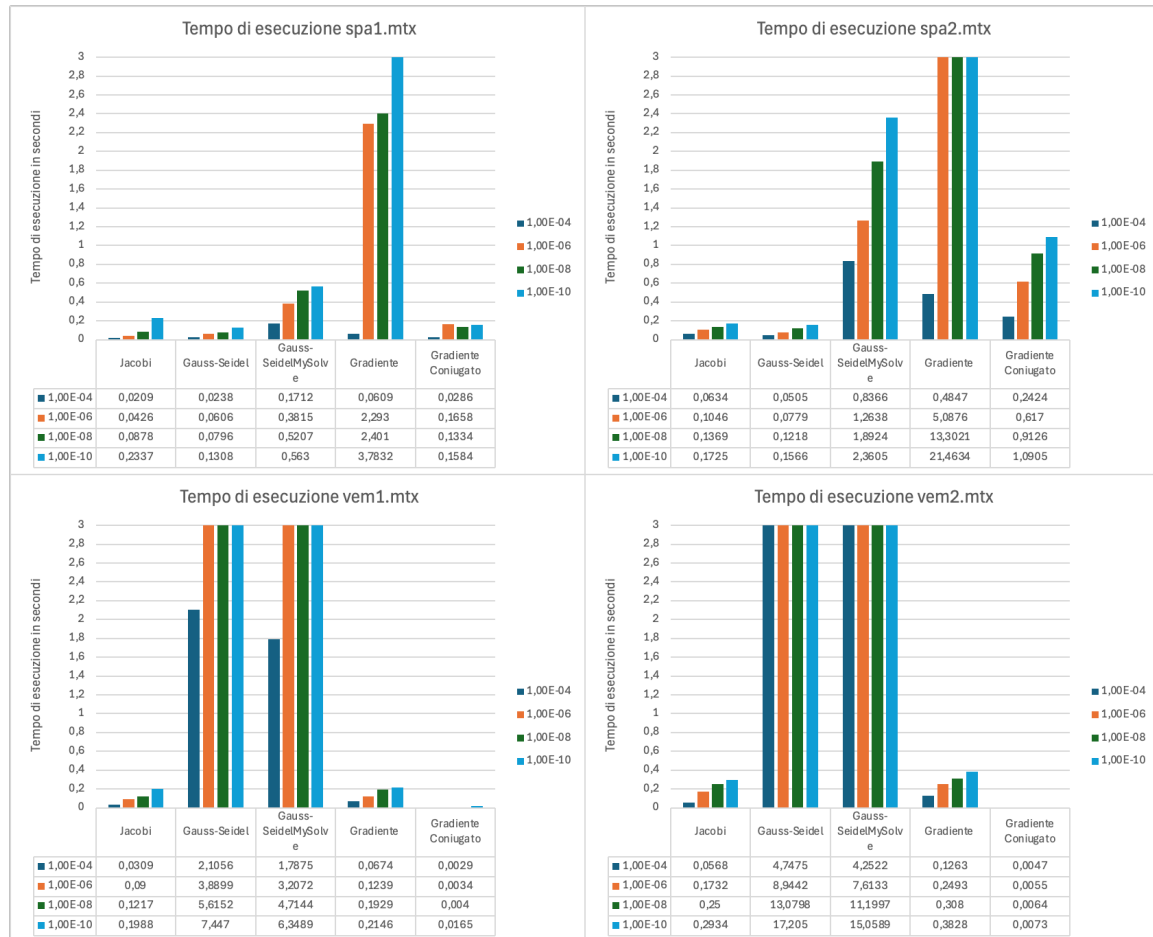 Tempo di esecuzione spa1.mtx
Tempo di esecuzione in secondi
3
2,8
2,6
2,4
2,2
2
1,8
1,6
1,4
1,2
1
0,8
0,6
0,4
0,2
0
1,00E-04
1,00E-06
1,00E-08
1,00E-10
Jacobi Gauss-Seidel Gauss-
SeidelMySolv
e Gradiente Gradiente
Coniugato
1,00E-04 0,0209 0,0238 0,1712 0,0609 0,0286
1,00E-06 0,0426 0,0606 0,3815 2,293 0,1658
1,00E-08 0,0878 0,0796 0,5207 2,401 0,1334
1,00E-10 0,2337 0,1308 0,563 3,7832 0,1584
Tempo di esecuzione spa2.mtx
Tempo di esecuzione in secondi
3
2,8
2,6
2,4
2,2
2
1,8
1,6
1,4
1,2
1
0,8
0,6
0,4
0,2
0
1,00E-04
1,00E-06
1,00E-08
1,00E-10
Jacobi Gauss-Seidel Gauss-
SeidelMySolv
e Gradiente Gradiente
Coniugato
1,00E-04 0,0634 0,0505 0,8366 0,4847 0,2424
1,00E-06 0,1046 0,0779 1,2638 5,0876 0,617
1,00E-08 0,1369 0,1218 1,8924 13,3021 0,9126
1,00E-10 0,1725 0,1566 2,3605 21,4634 1,0905
Tempo di esecuzione vem1.mtx
Tempo di esecuzione in secondi
3
2,8
2,6
2,4
2,2
2
1,8
1,6
1,4
1,2
1
0,8
0,6
0,4
0,2
0
1,00E-04
1,00E-06
1,00E-08
1,00E-10
Jacobi Gauss-Seidel Gauss-
SeidelMySolv
e Gradiente Gradiente
Coniugato
1,00E-04 0,0309 2,1056 1,7875 0,0674 0,0029
1,00E-06 0,09 3,8899 3,2072 0,1239 0,0034
1,00E-08 0,1217 5,6152 4,7144 0,1929 0,004
1,00E-10 0,1988 7,447 6,3489 0,2146 0,0165
Tempo di esecuzione vem2.mtx
Tempo di esecuzione in secondi
3
2,8
2,6
2,4
2,2
2
1,8
1,6
1,4
1,2
1
0,8
0,6
0,4
0,2
0
1,00E-04
1,00E-06
1,00E-08
1,00E-10
Jacobi Gauss-Seidel Gauss-
SeidelMySolv
e Gradiente Gradiente
Coniugato
1,00E-04 0,0568 4,7475 4,2522 0,1263 0,0047
1,00E-06 0,1732 8,9442 7,6133 0,2493 0,0055
1,00E-08 0,25 13,0798 11,1997 0,308 0,0064
1,00E-10 0,2934 17,205 15,0589 0,3828 0,0073